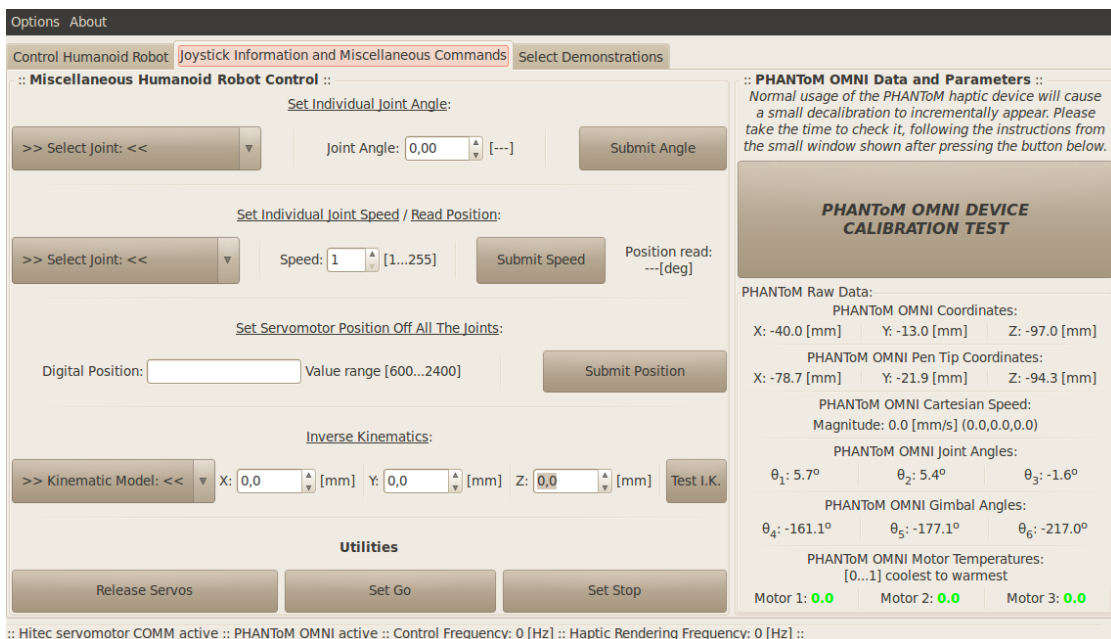 Options About
Control Humanoid Robot Joystick Information and Miscellaneous Commands Select Demonstrations
:: Miscellaneous Humanoid Robot Control ::
Set Individual Joint Angle:
>> Select Joint: << Joint Angle: 0,00 [---] Submit Angle
Set Individual Joint Speed / Read Position:
>> Select Joint: << Speed: 1 [1...255] Submit Speed Position read:
---[deg]
Set Servomotor Position Off All The Joints:
Digital Position: Value range [600...2400] Submit Position
Inverse Kinematics:
>> Kinematic Model: << X: 0,0 [mm] Y: 0,0 [mm] Z: 0,0 [mm] Test I.K.
Utilities
Release Servos Set Go Set Stop
:: PHANToM OMNI Data and Parameters ::
Normal usage of the PHANToM haptic device will cause
a small decalibration to incrementally appear. Please
take the time to check it, following the instructions from
the small window shown after pressing the button below.
PHANToM OMNI DEVICE
CALIBRATION TEST
PHANToM Raw Data:
PHANToM OMNI Coordinates:
X: -40.0 [mm] Y: -13.0 [mm] Z: -97.0 [mm]
PHANToM OMNI Pen Tip Coordinates:
X: -78.7 [mm] Y: -21.9 [mm] Z: -94.3 [mm]
PHANToM OMNI Cartesian Speed:
Magnitude: 0.0 [mm/s] (0.0,0.0,0.0)
PHANToM OMNI Joint Angles:
θ₁: 5.7º θ₂: 5.4º θ₃: -1.6º
PHANToM OMNI Gimbal Angles:
θ₄: -161.1º θ₅: -177.1º θ₆: -217.0º
PHANToM OMNI Motor Temperatures:
[0...1] coolest to warmest
Motor 1: 0.0 Motor 2: 0.0 Motor 3: 0.0
:: Hitec servomotor COMM active :: PHANToM OMNI active :: Control Frequency: 0 [Hz] :: Haptic Rendering Frequency: 0 [Hz] ::